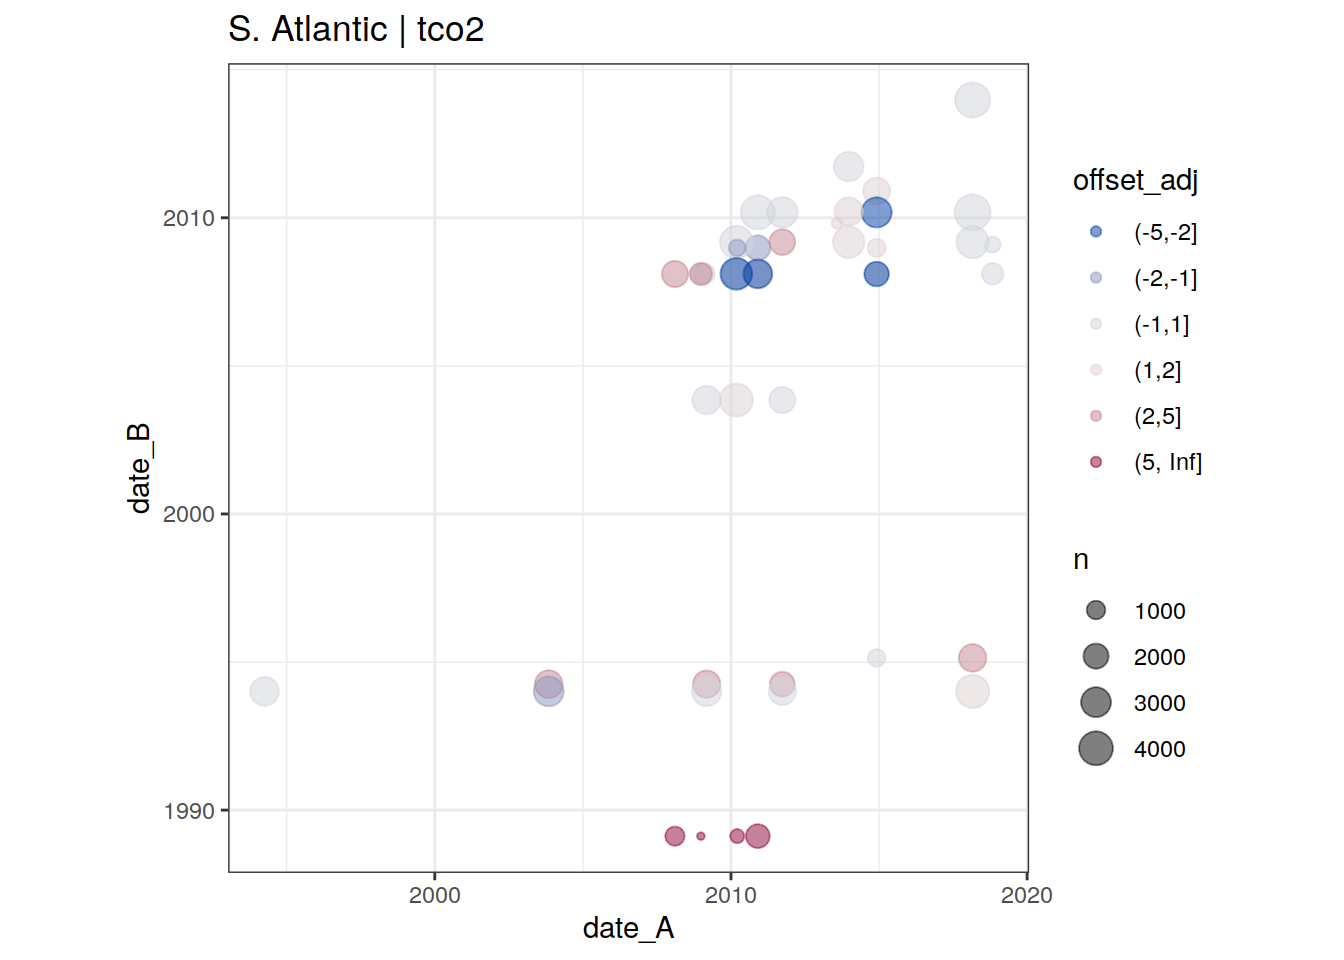 S. Atlantic | tco2
date_B
2010
2000
1990
2000
2010
2020
date_A
offset_adj
(-5,-2]
(-2,-1]
(-1,1]
(1,2]
(2,5]
(5, Inf]
n
1000
2000
3000
4000